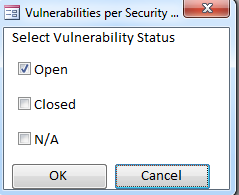 Vulnerabilities per Security ...
Select Vulnerability Status
Open
Closed
N/A
OK
Cancel